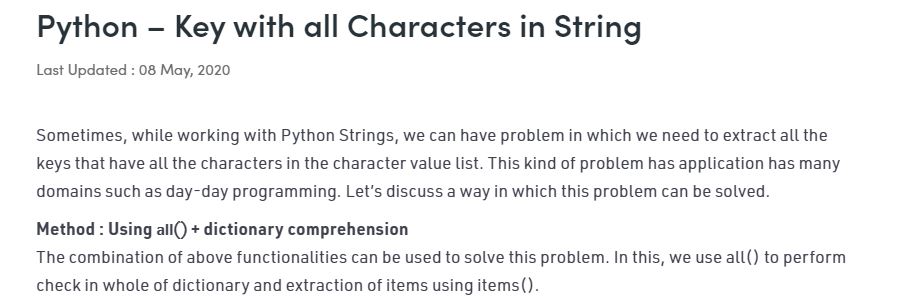 Python – Key with all Characters in String
Last Updated : 08 May, 2020
Sometimes, while working with Python Strings, we can have problem in which we need to extract all the
keys that have all the characters in the character value list. This kind of problem has application has many
domains such as day-day programming. Let’s discuss a way in which this problem can be solved.
Method : Using all() + dictionary comprehension
The combination of above functionalities can be used to solve this problem. In this, we use all() to perform
check in whole of dictionary and extraction of items using items().